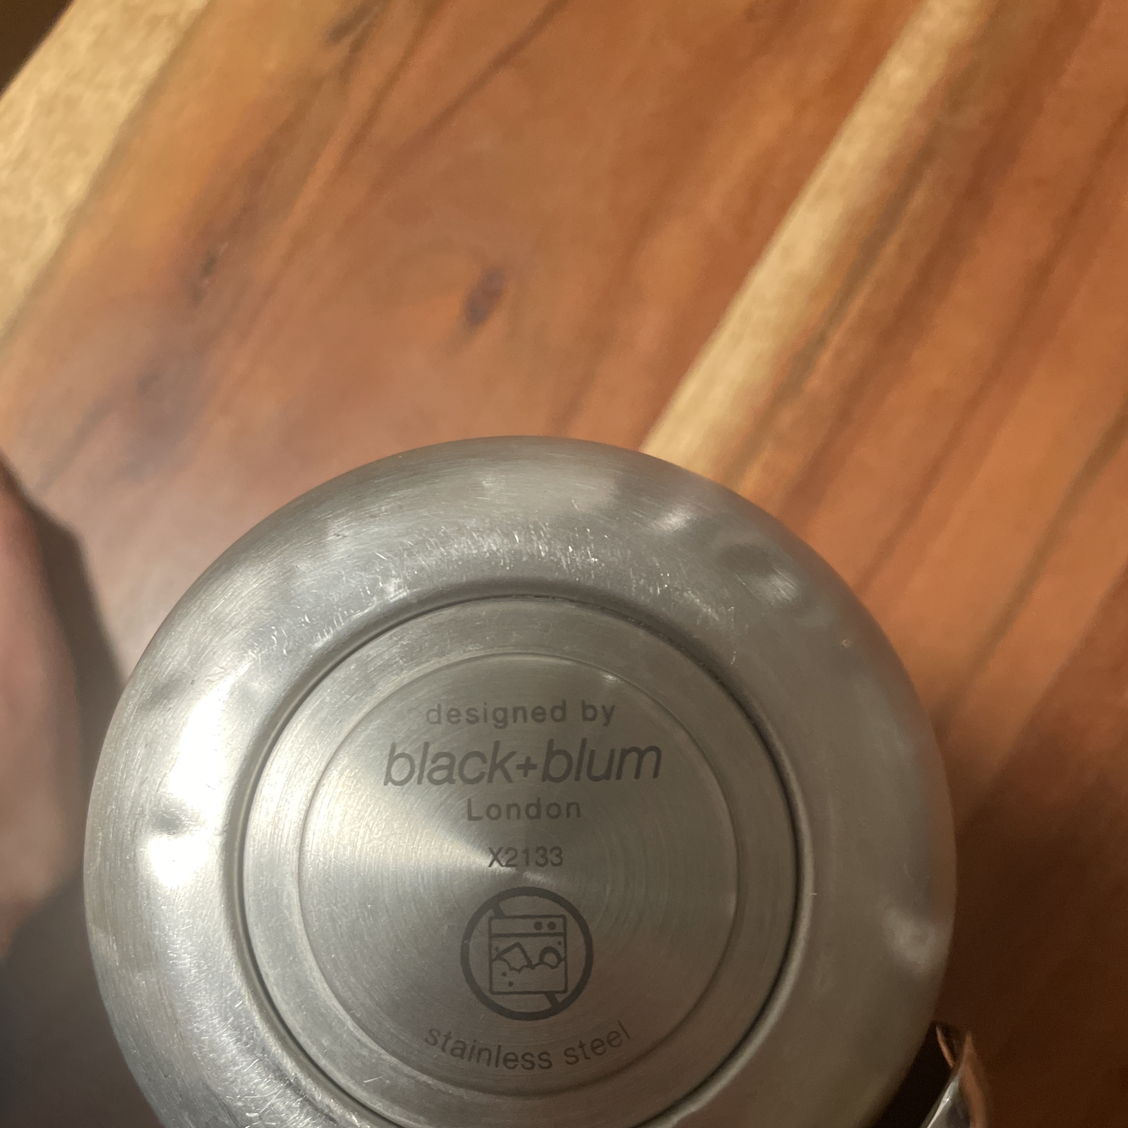 designed by
black+blum
London
X2133
stainless steel